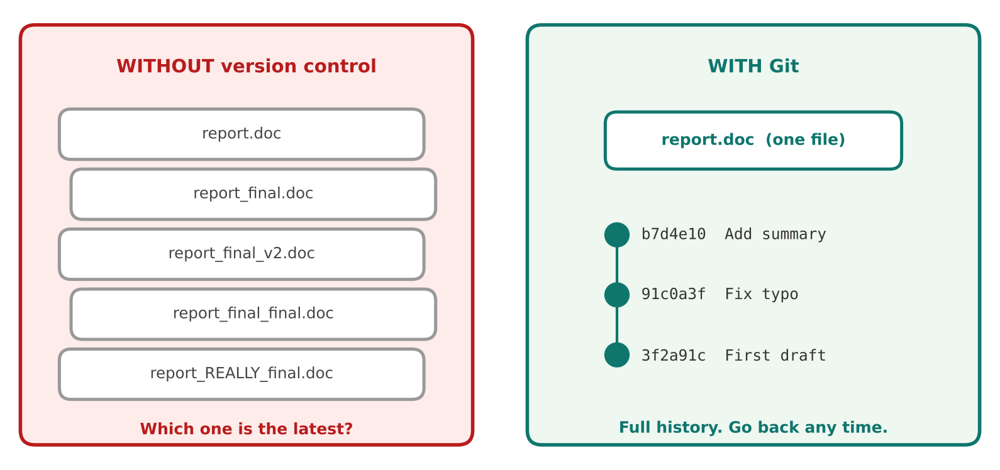 WITHOUT version control
report.doc
report_final.doc
report_final_v2.doc
report_final_final.doc
report_REALLY_final.doc
Which one is the latest?
WITH Git
report.doc  (one file)
b7d4e10  Add summary
91c0a3f  Fix typo
3f2a91c  First draft
Full history. Go back any time.